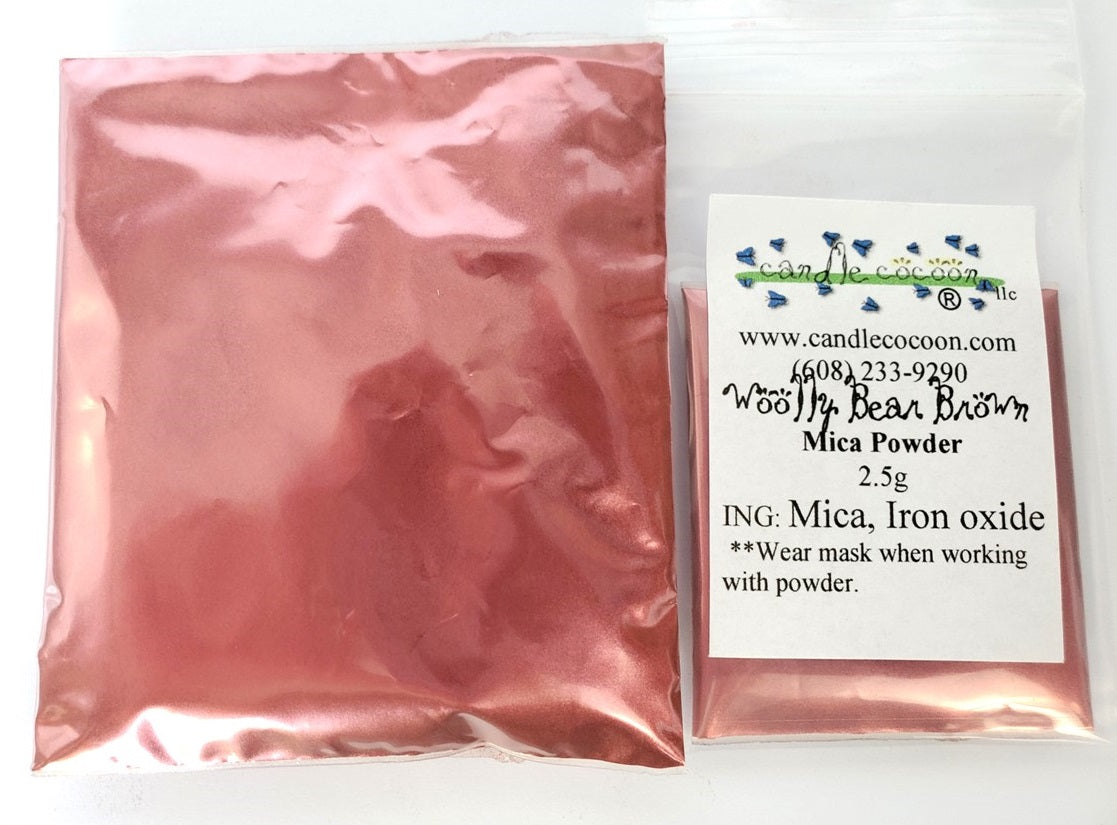 candle cocoon
® llc
www.candlecocoon.com
(608) 233-9290
Woolly Bear Brown
Mica Powder
2.5g
ING: Mica, Iron oxide
**Wear mask when working
with powder.